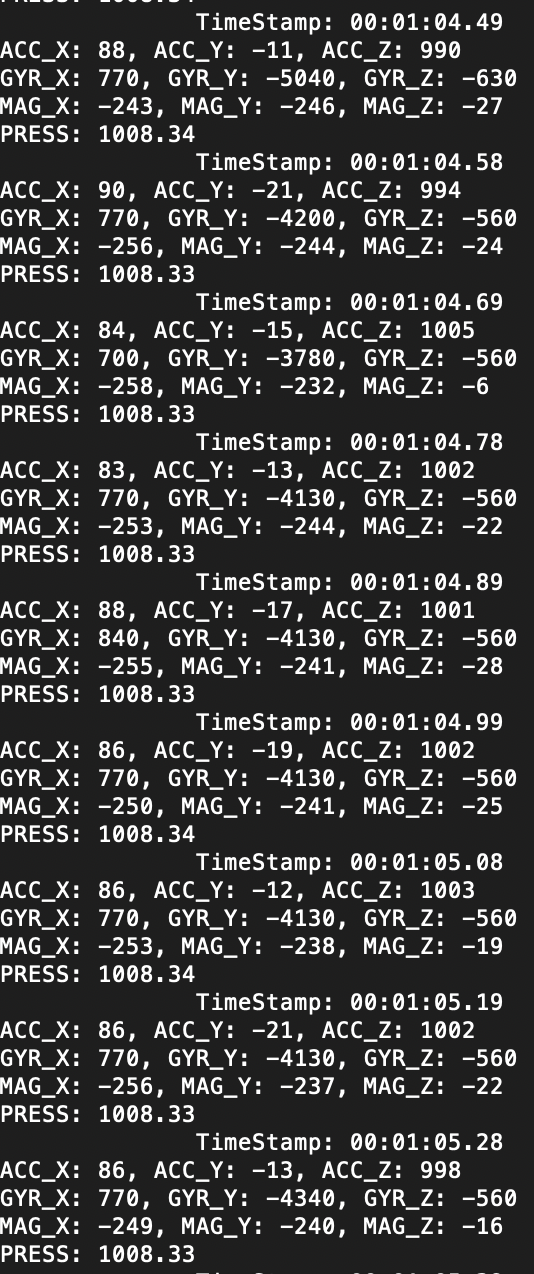 TimeStamp: 00:01:04.49
ACC_X: 88, ACC_Y: -11, ACC_Z: 990
GYR_X: 770, GYR_Y: -5040, GYR_Z: -630
MAG_X: -243, MAG_Y: -246, MAG_Z: -27
PRESS: 1008.34
TimeStamp: 00:01:04.58
ACC_X: 90, ACC_Y: -21, ACC_Z: 994
GYR_X: 770, GYR_Y: -4200, GYR_Z: -560
MAG_X: -256, MAG_Y: -244, MAG_Z: -24
PRESS: 1008.33
TimeStamp: 00:01:04.69
ACC_X: 84, ACC_Y: -15, ACC_Z: 1005
GYR_X: 700, GYR_Y: -3780, GYR_Z: -560
MAG_X: -258, MAG_Y: -232, MAG_Z: -6
PRESS: 1008.33
TimeStamp: 00:01:04.78
ACC_X: 83, ACC_Y: -13, ACC_Z: 1002
GYR_X: 770, GYR_Y: -4130, GYR_Z: -560
MAG_X: -253, MAG_Y: -244, MAG_Z: -22
PRESS: 1008.33
TimeStamp: 00:01:04.89
ACC_X: 88, ACC_Y: -17, ACC_Z: 1001
GYR_X: 840, GYR_Y: -4130, GYR_Z: -560
MAG_X: -255, MAG_Y: -241, MAG_Z: -28
PRESS: 1008.33
TimeStamp: 00:01:04.99
ACC_X: 86, ACC_Y: -19, ACC_Z: 1002
GYR_X: 770, GYR_Y: -4130, GYR_Z: -560
MAG_X: -250, MAG_Y: -241, MAG_Z: -25
PRESS: 1008.34
TimeStamp: 00:01:05.08
ACC_X: 86, ACC_Y: -12, ACC_Z: 1003
GYR_X: 770, GYR_Y: -4130, GYR_Z: -560
MAG_X: -253, MAG_Y: -238, MAG_Z: -19
PRESS: 1008.34
TimeStamp: 00:01:05.19
ACC_X: 86, ACC_Y: -21, ACC_Z: 1002
GYR_X: 770, GYR_Y: -4130, GYR_Z: -560
MAG_X: -256, MAG_Y: -237, MAG_Z: -22
PRESS: 1008.33
TimeStamp: 00:01:05.28
ACC_X: 86, ACC_Y: -13, ACC_Z: 998
GYR_X: 770, GYR_Y: -4340, GYR_Z: -560
MAG_X: -249, MAG_Y: -240, MAG_Z: -16
PRESS: 1008.33